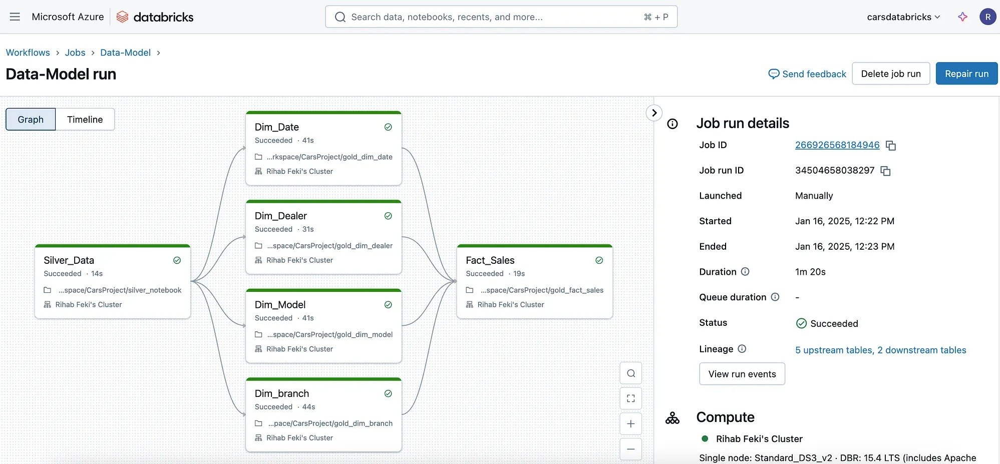 Microsoft Azure databricks
Search data, notebooks, recents, and more... ⌘ + P
carsdatabricks R
Workflows > Jobs > Data-Model >
Data-Model run
Send feedback
Delete job run
Repair run
Graph
Timeline
Silver_Data
Succeeded · 14s
...space/CarsProject/silver_notebook
Rihab Feki's Cluster
Dim_Date
Succeeded · 41s
...rkspace/CarsProject/gold_dim_date
Rihab Feki's Cluster
Dim_Dealer
Succeeded · 31s
...space/CarsProject/gold_dim_dealer
Rihab Feki's Cluster
Dim_Model
Succeeded · 41s
...space/CarsProject/gold_dim_model
Rihab Feki's Cluster
Dim_branch
Succeeded · 44s
...pace/CarsProject/gold_dim_branch
Rihab Feki's Cluster
Fact_Sales
Succeeded · 19s
...space/CarsProject/gold_fact_sales
Rihab Feki's Cluster
Job run details
Job ID 266926568184946
Job run ID 34504658038297
Launched Manually
Started Jan 16, 2025, 12:22 PM
Ended Jan 16, 2025, 12:23 PM
Duration 1m 20s
Queue duration -
Status Succeeded
Lineage 5 upstream tables, 2 downstream tables
View run events
Compute
Rihab Feki's Cluster
Single node: Standard_DS3_v2 · DBR: 15.4 LTS (includes Apache